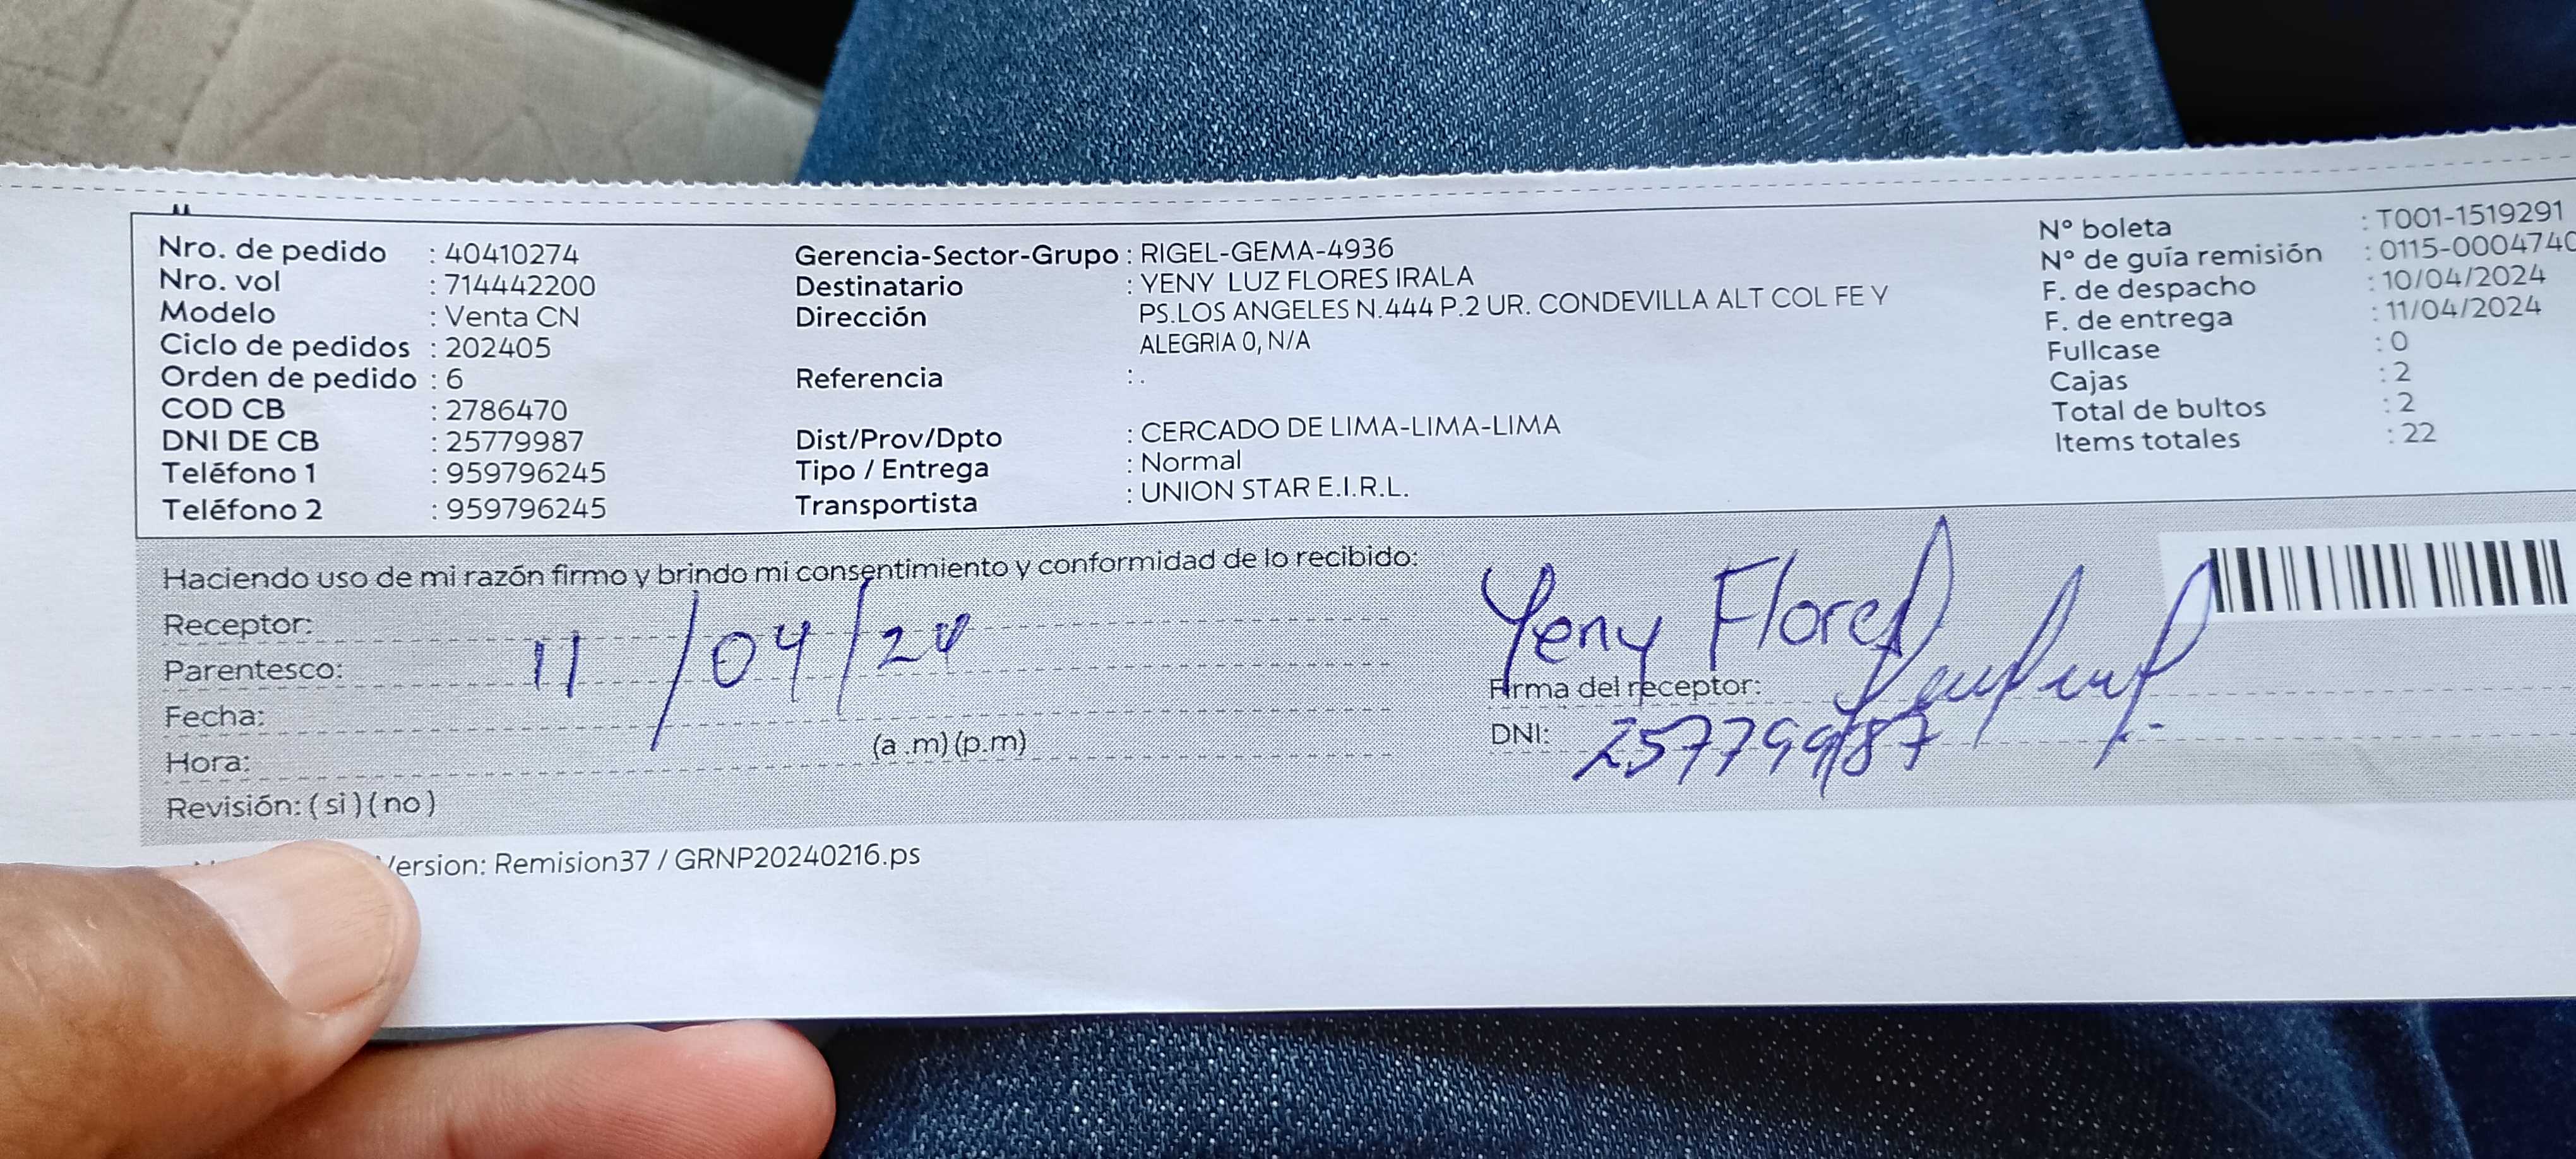 Nro. de pedido : 40410274
Nro. vol : 714442200
Modelo : Venta CN
Ciclo de pedidos : 202405
Orden de pedido : 6
COD CB : 2786470
DNI DE CB : 25779987
Teléfono 1 : 959796245
Teléfono 2 : 959796245
Gerencia-Sector-Grupo : RIGEL-GEMA-4936
Destinatario : YENY LUZ FLORES IRALA
Dirección PS.LOS ANGELES N.444 P.2 UR. CONDEVILLA ALT COL FE Y
ALEGRIA 0, N/A
Referencia : .
Dist/Prov/Dpto : CERCADO DE LIMA-LIMA-LIMA
Tipo / Entrega : Normal
Transportista : UNION STAR E.I.R.L.
N° boleta : T001-1519291
N° de guía remisión : 0115-0004740
F. de despacho : 10/04/2024
F. de entrega : 11/04/2024
Fullcase : 0
Cajas : 2
Total de bultos : 2
Items totales : 22
Haciendo uso de mi razón firmo y brindo mi consentimiento y conformidad de lo recibido:
Receptor:
Parentesco: 11/04/24
Fecha:
Hora: (a .m) (p.m)
Revisión: ( si ) ( no )
Yeny Flores
Firma del receptor:
DNI: 25779987
Version: Remision37 / GRNP20240216.ps